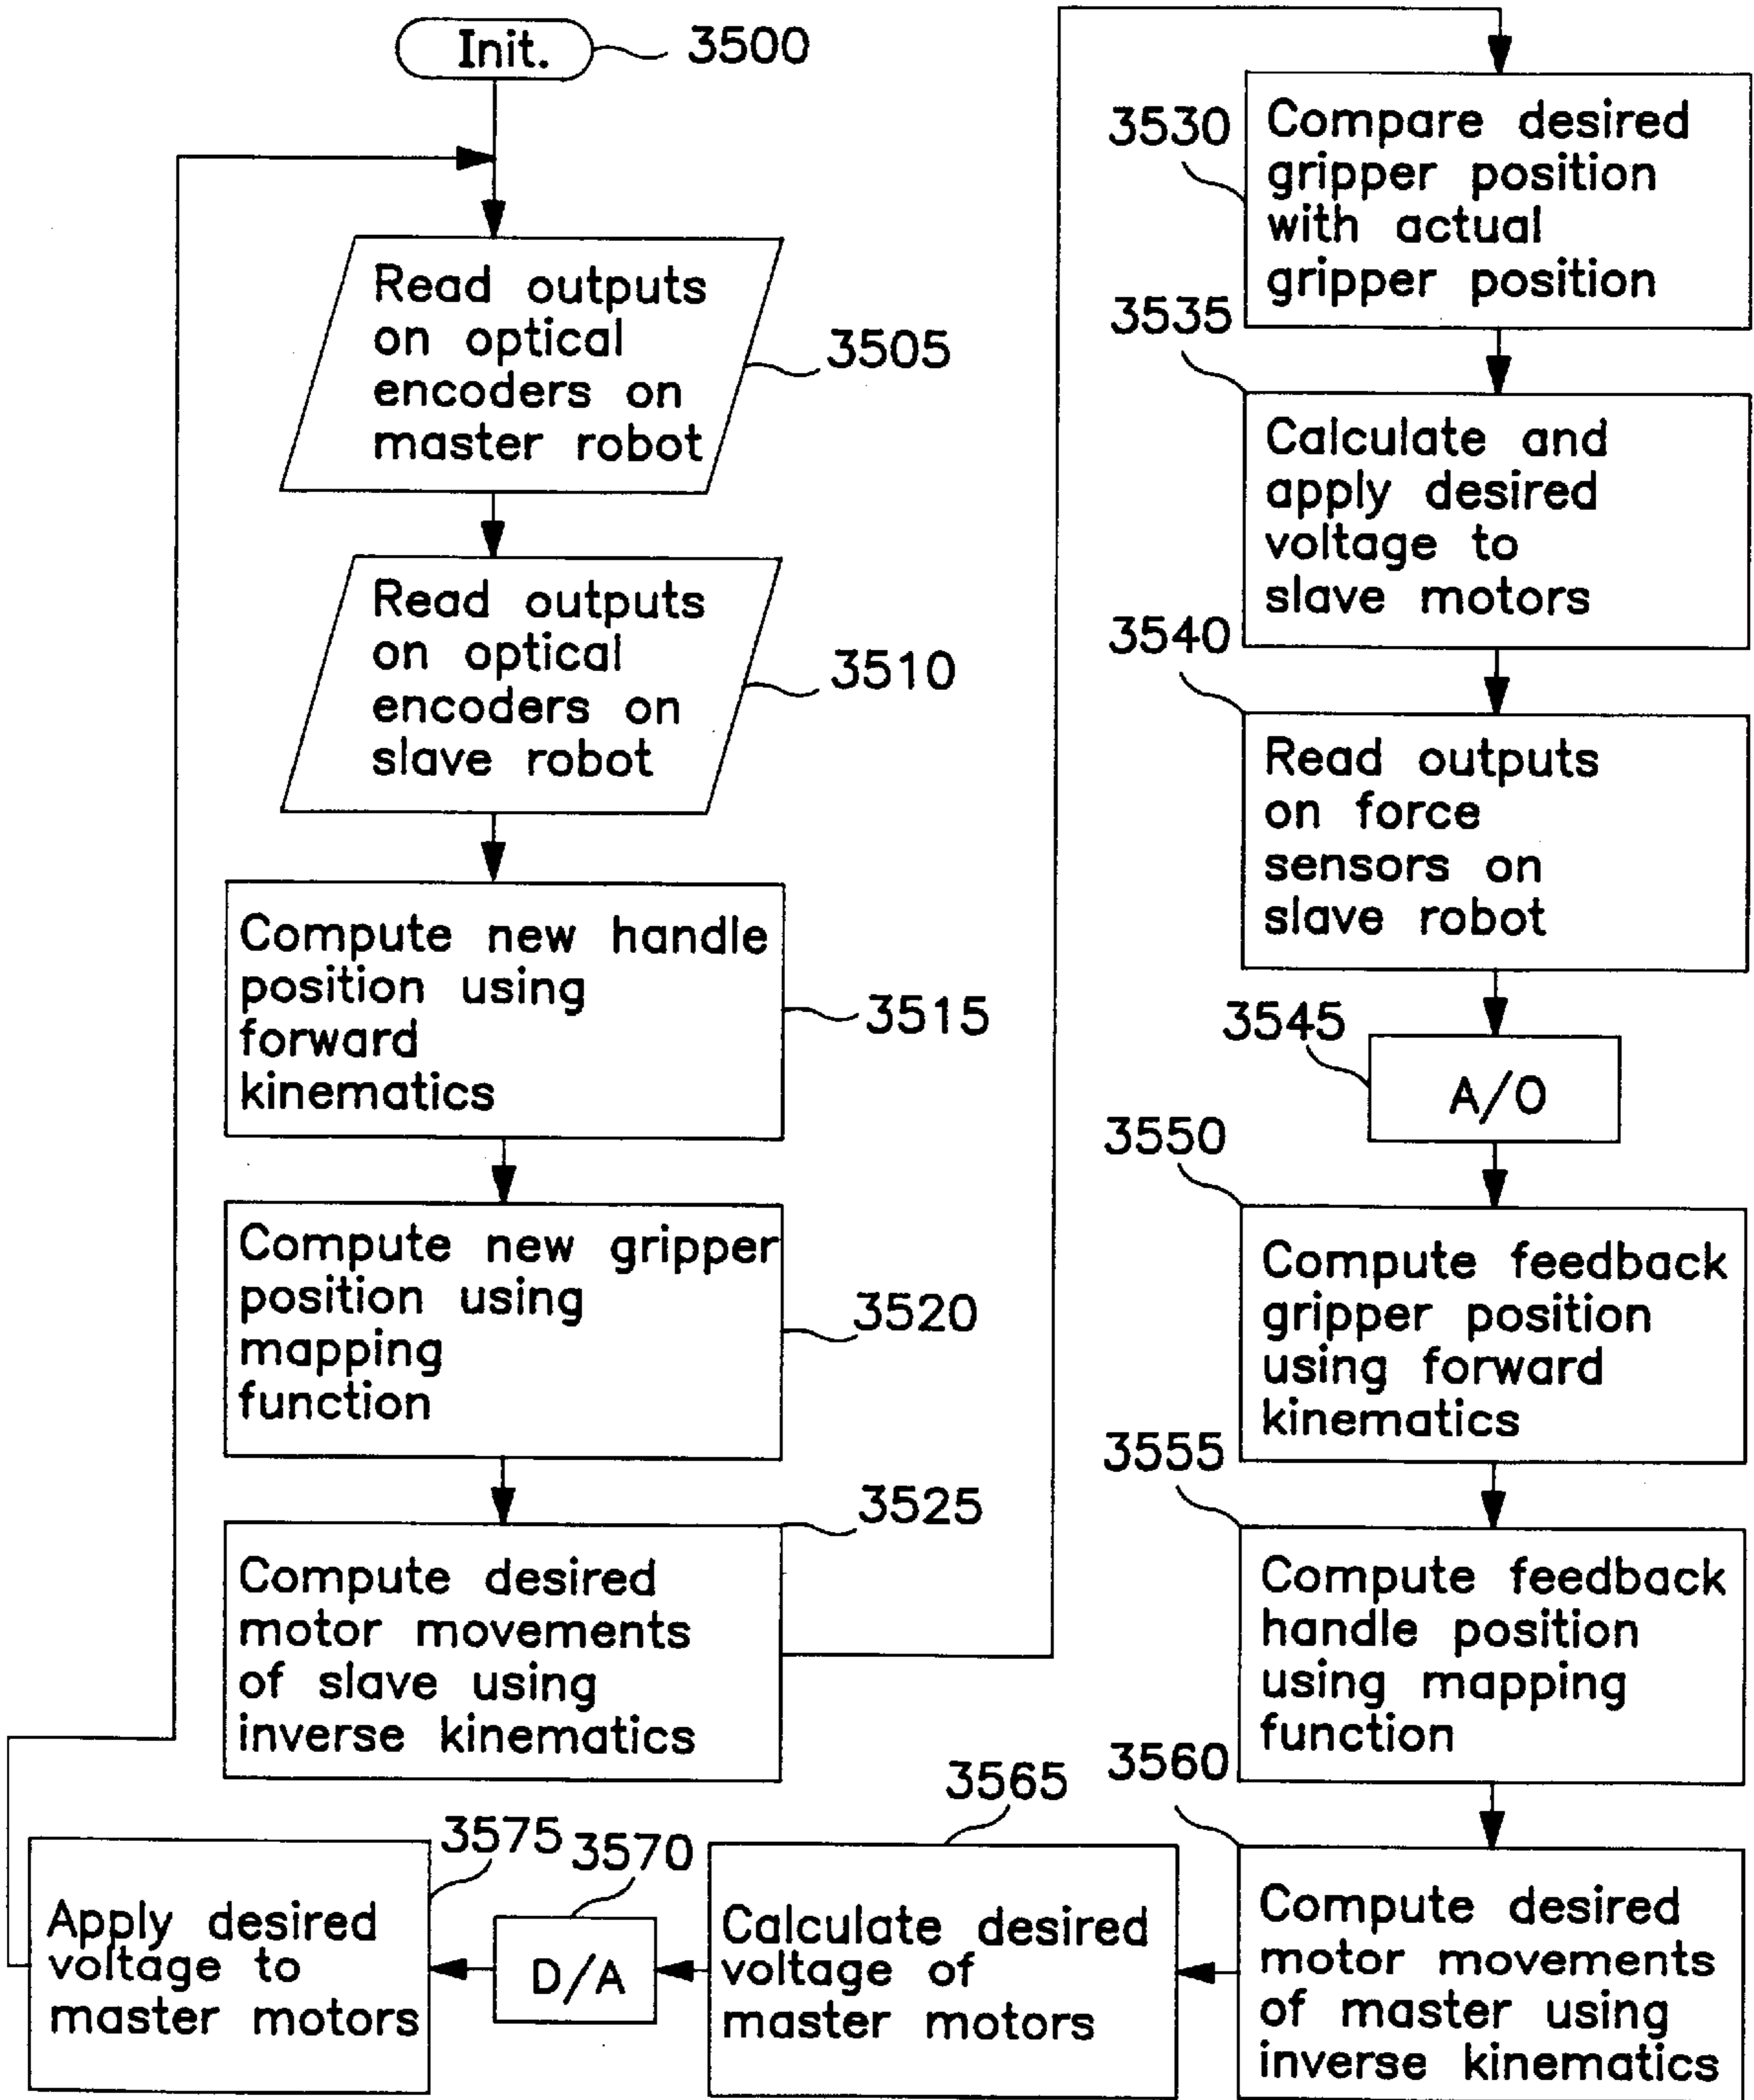 Init.
3500
Read outputs
on optical
encoders on
master robot
3505
Read outputs
on optical
encoders on
slave robot
3510
Compute new handle
position using
forward
kinematics
3515
Compute new gripper
position using
mapping
function
3520
Compute desired
motor movements
of slave using
inverse kinematics
3525
3530
Compare desired
gripper position
with actual
gripper position
3535
Calculate and
apply desired
voltage to
slave motors
3540
Read outputs
on force
sensors on
slave robot
3545
A/O
3550
Compute feedback
gripper position
using forward
kinematics
3555
Compute feedback
handle position
using mapping
function
3560
Compute desired
motor movements
of master using
inverse kinematics
3565
Calculate desired
voltage of
master motors
3570
D/A
3575
Apply desired
voltage to
master motors